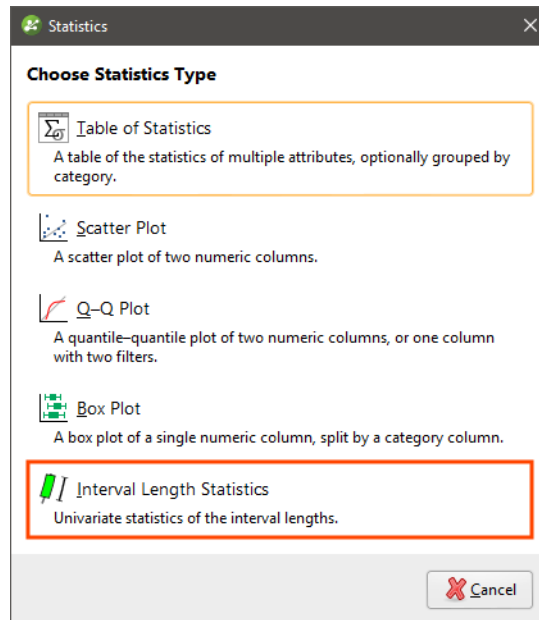 Statistics
Choose Statistics Type
Σσ Table of Statistics
A table of the statistics of multiple attributes, optionally grouped by
category.
Scatter Plot
A scatter plot of two numeric columns.
Q–Q Plot
A quantile–quantile plot of two numeric columns, or one column
with two filters.
Box Plot
A box plot of a single numeric column, split by a category column.
Interval Length Statistics
Univariate statistics of the interval lengths.
Cancel